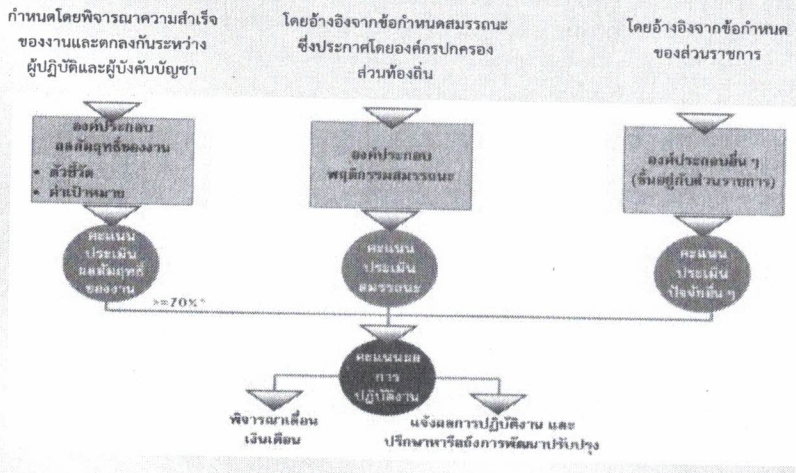 กำหนดโดยพิจารณาความสำเร็จ
ของงานและตกลงกันระหว่าง
ผู้ปฏิบัติและผู้บังคับบัญชา
โดยอ้างอิงจากข้อกำหนดสมรรถนะ
ซึ่งประกาศโดยองค์กรปกครอง
ส่วนท้องถิ่น
โดยอ้างอิงจากข้อกำหนด
ของส่วนราชการ
องค์ประกอบ
ผลสัมฤทธิ์ของงาน
• ตัวชี้วัด
• ค่าเป้าหมาย
องค์ประกอบ
พฤติกรรมสมรรถนะ
องค์ประกอบอื่น ๆ
(ขึ้นอยู่กับส่วนราชการ)
คะแนน
ประเมิน
ผลสัมฤทธิ์
ของงาน
คะแนน
ประเมิน
สมรรถนะ
คะแนน
ประเมิน
ปัจจัยอื่น ๆ
>=70%*
คะแนนผล
การ
ปฏิบัติงาน
พิจารณาเลื่อน
เงินเดือน
แจ้งผลการปฏิบัติงาน และ
ปรึกษาหารือถึงการพัฒนาปรับปรุง